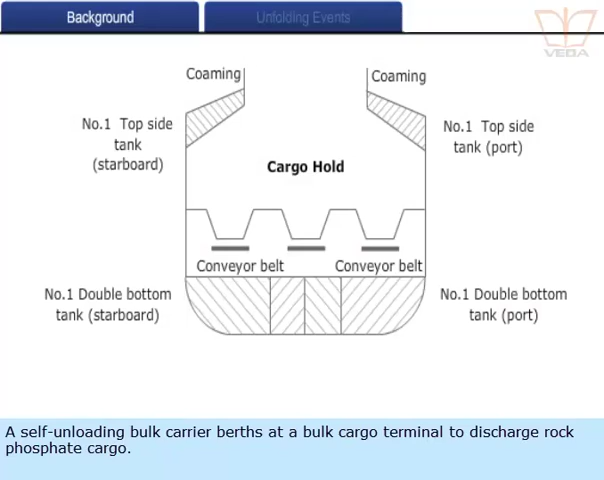 Background
Unfolding Events
VEGA
Coaming
Coaming
No.1 Top side
tank
(starboard)
No.1 Top side
tank (port)
Cargo Hold
Conveyor belt
Conveyor belt
No.1 Double bottom
tank (starboard)
No.1 Double bottom
tank (port)
A self-unloading bulk carrier berths at a bulk cargo terminal to discharge rock
phosphate cargo.